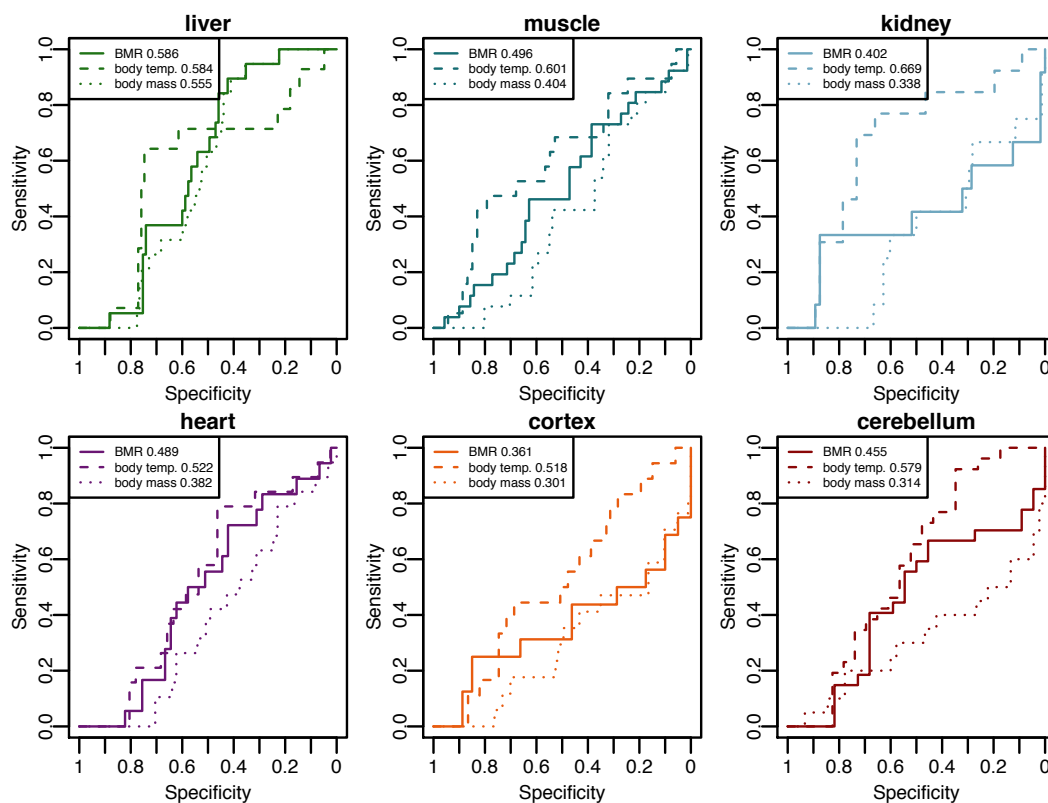 liver
BMR 0.586
body temp. 0.584
body mass 0.555
Sensitivity
0.0 0.2 0.4 0.6 0.8 1.0
1 0.8 0.6 0.4 0.2 0
Specificity
muscle
BMR 0.496
body temp. 0.601
body mass 0.404
Sensitivity
0.0 0.2 0.4 0.6 0.8 1.0
1 0.8 0.6 0.4 0.2 0
Specificity
kidney
BMR 0.402
body temp. 0.669
body mass 0.338
Sensitivity
0.0 0.2 0.4 0.6 0.8 1.0
1 0.8 0.6 0.4 0.2 0
Specificity
heart
BMR 0.489
body temp. 0.522
body mass 0.382
Sensitivity
0.0 0.2 0.4 0.6 0.8 1.0
1 0.8 0.6 0.4 0.2 0
Specificity
cortex
BMR 0.361
body temp. 0.518
body mass 0.301
Sensitivity
0.0 0.2 0.4 0.6 0.8 1.0
1 0.8 0.6 0.4 0.2 0
Specificity
cerebellum
BMR 0.455
body temp. 0.579
body mass 0.314
Sensitivity
0.0 0.2 0.4 0.6 0.8 1.0
1 0.8 0.6 0.4 0.2 0
Specificity